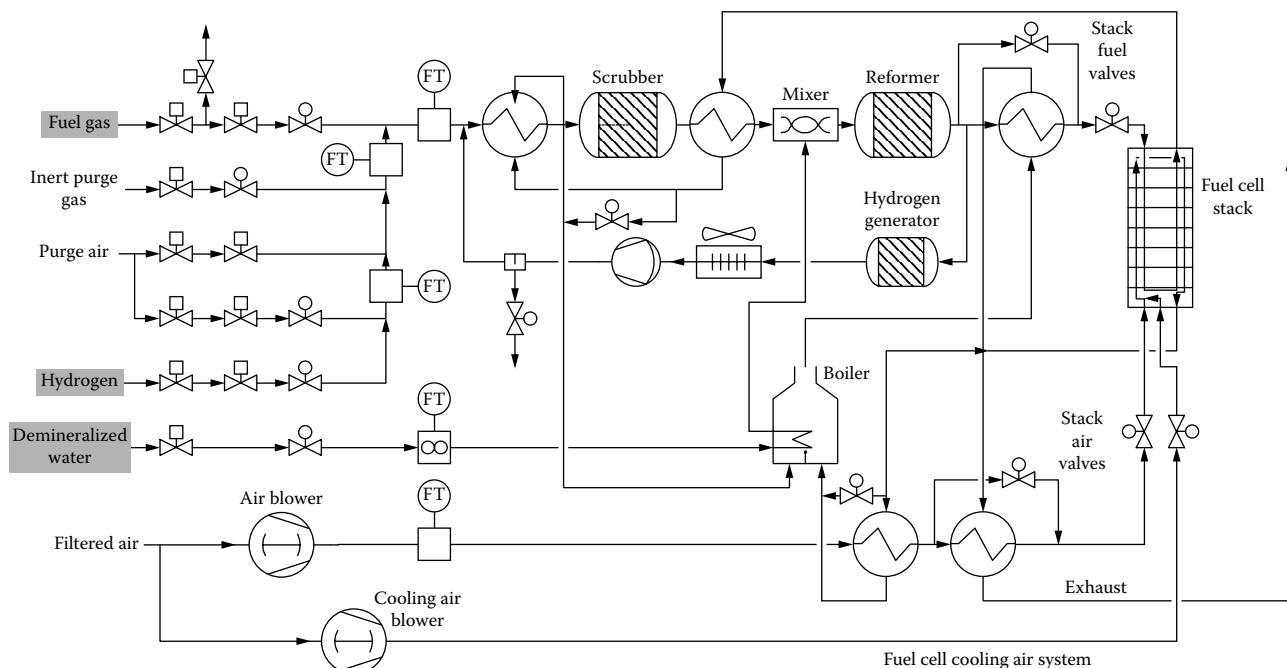 Fuel gas
FT
Scrubber
Mixer
Reformer
Stack
fuel
valves
Inert purge
gas
FT
Hydrogen
generator
Fuel cell
stack
Purge air
FT
Hydrogen
Boiler
FT
Demineralized
water
Stack
air
valves
Air blower
FT
Filtered air
Cooling air
blower
Exhaust
Fuel cell cooling air system